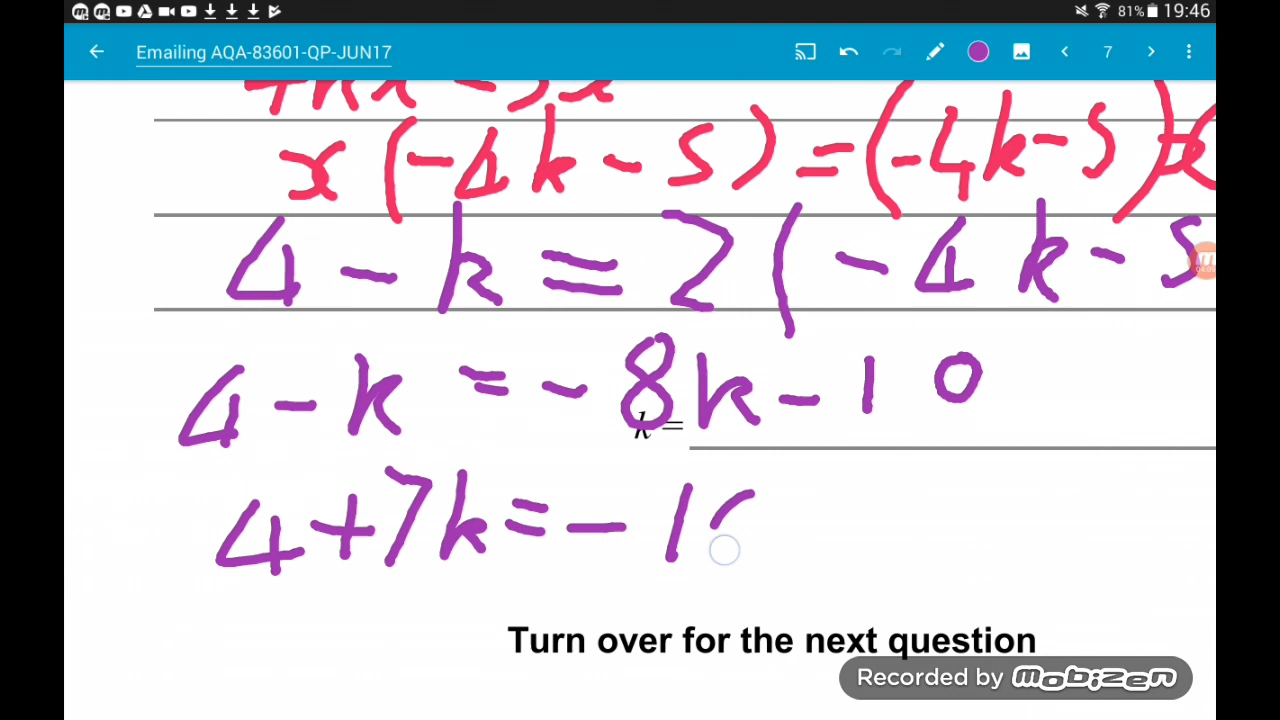 81% 19:46
Emailing AQA-83601-QP-JUN17
7
x(-4k-5)=(-4k-5)
4-k=2(-4k-5
4-k=-8k-10
k=
4+7k=-10
Turn over for the next question
Recorded by mobizen